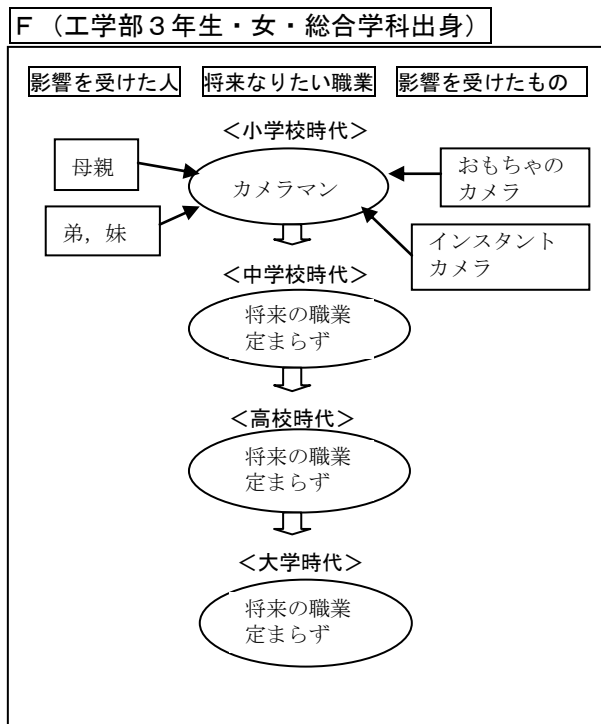 F（工学部３年生・女・総合学科出身）
影響を受けた人
将来なりたい職業
影響を受けたもの
＜小学校時代＞
母親
弟，妹
カメラマン
おもちゃの
カメラ
インスタント
カメラ
＜中学校時代＞
将来の職業
定まらず
＜高校時代＞
将来の職業
定まらず
＜大学時代＞
将来の職業
定まらず